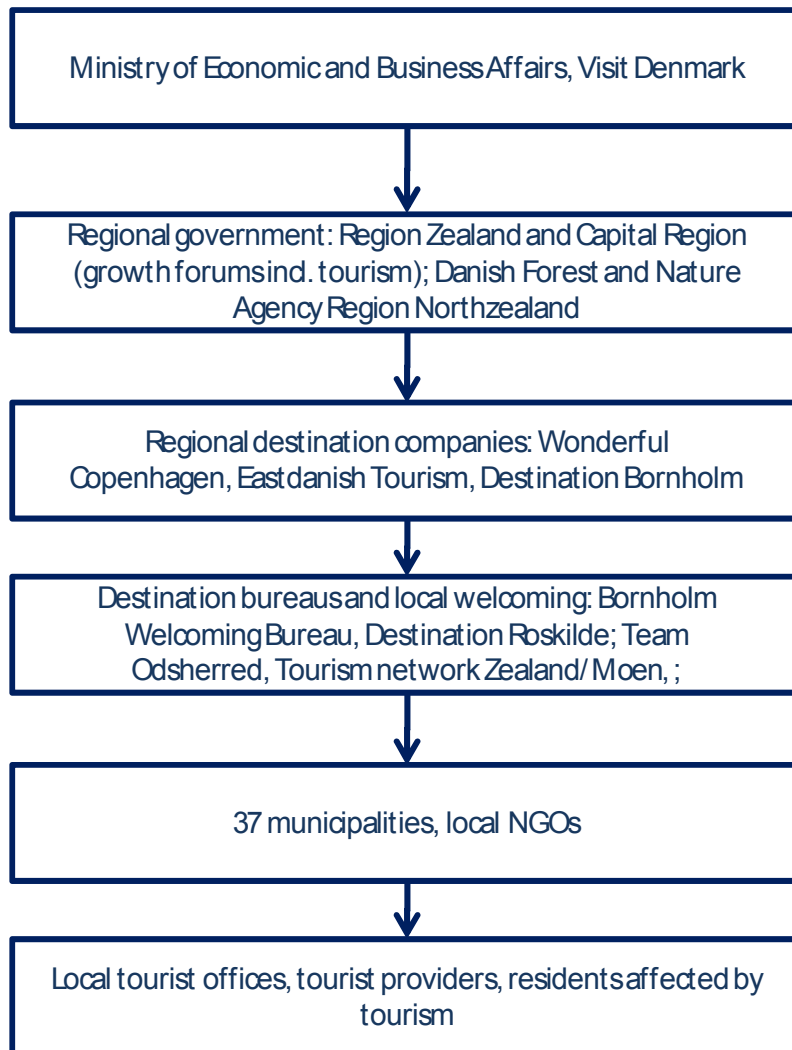 Ministry of Economic and Business Affairs, Visit Denmark
Regional government: Region Zealand and Capital Region
(growth forums incl. tourism); Danish Forest and Nature
Agency Region Northzealand
Regional destination companies: Wonderful
Copenhagen, Eastdanish Tourism, Destination Bornholm
Destination bureaus and local welcoming: Bornholm
Welcoming Bureau, Destination Roskilde; Team
Odsherred, Tourism network Zealand/ Moen, ;
37 municipalities, local NGOs
Local tourist offices, tourist providers, residents affected by
tourism